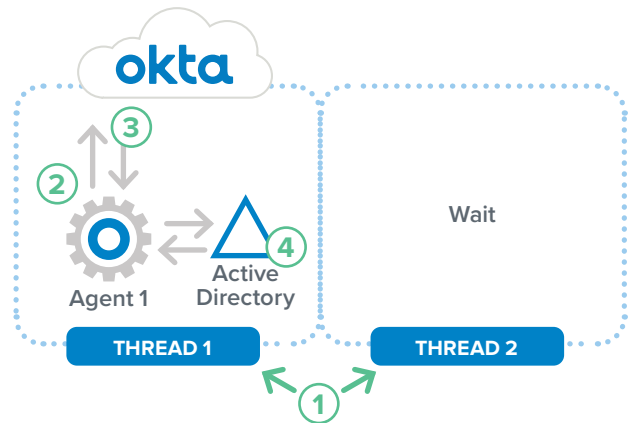 okta
3
2
Wait
4
Agent 1
Active
Directory
THREAD 1
THREAD 2
1